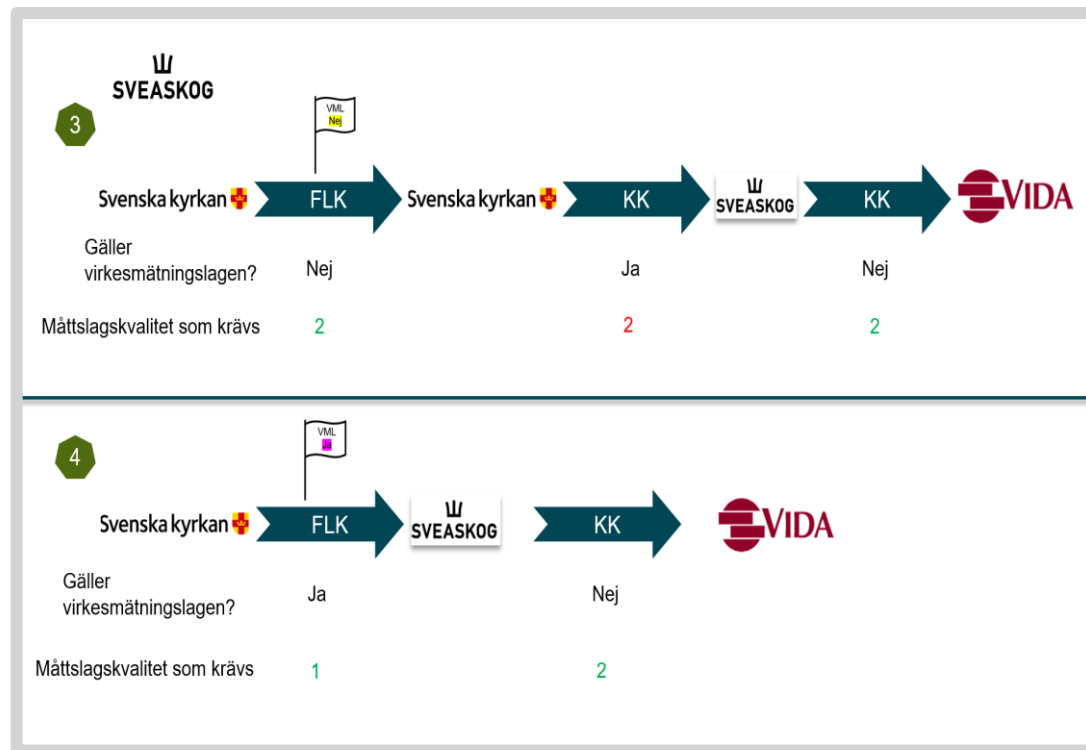 SVEASKOG
3
VML
Nej
Svenska kyrkan FLK Svenska kyrkan KK SVEASKOG KK VIDA
Gäller
virkesmätningslagen? Nej Ja Nej
Måttslagskvalitet som krävs 2 2 2
4
VML
Ja
Svenska kyrkan FLK SVEASKOG KK VIDA
Gäller
virkesmätningslagen? Ja Nej
Måttslagskvalitet som krävs 1 2